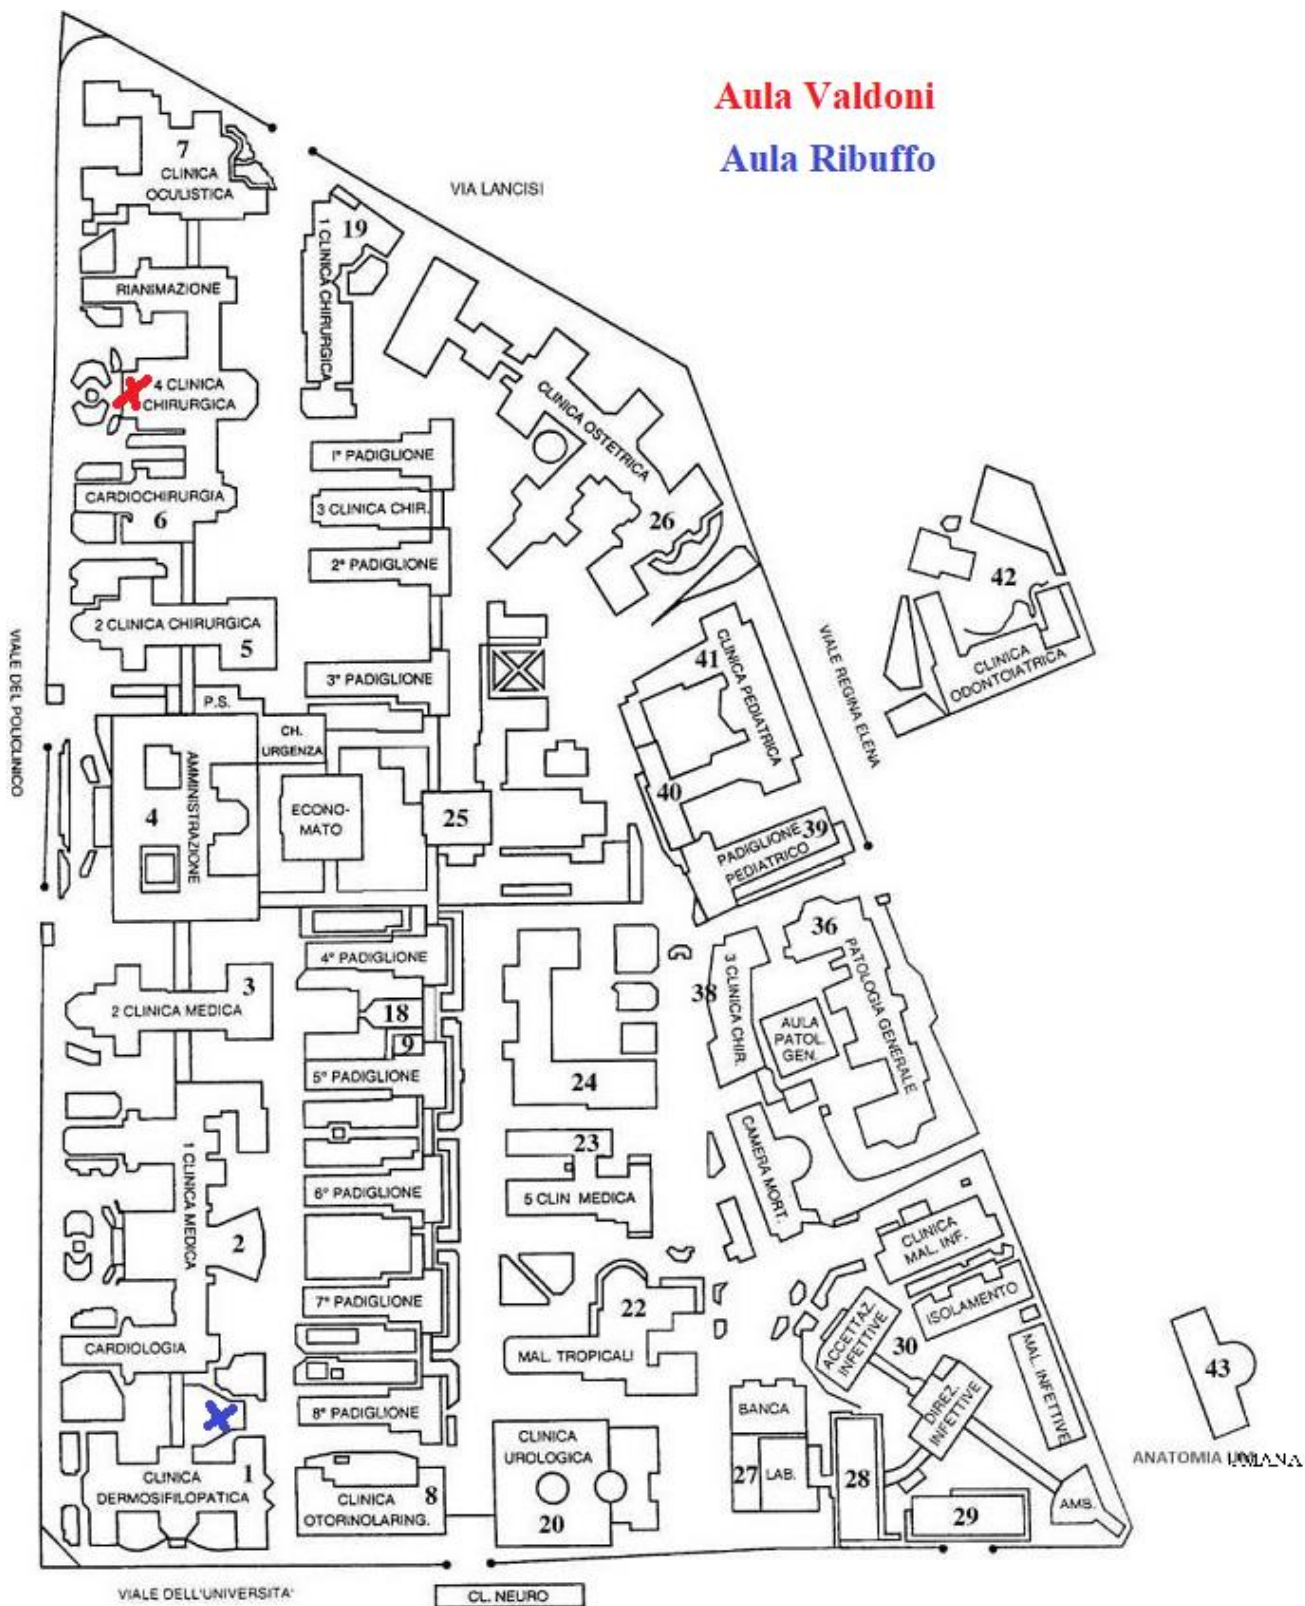 Aula Valdoni
Aula Ribuffo
VIA LANCISI
7
CLINICA
OCULISTICA
19
1 CLINICA CHIRURGICA
RIANIMAZIONE
4 CLINICA
CHIRURGICA
CLINICA OSTETRICA
1° PADIGLIONE
CARDIOCHIRURGIA
6
3 CLINICA CHIR.
26
2° PADIGLIONE
42
CLINICA
ODONTOIATRICA
2 CLINICA CHIRURGICA
5
VIALE DEL POLICLINICO
VIALE REGINA ELENA
41
CLINICA PEDIATRICA
3° PADIGLIONE
P.S.
CH.
URGENZA
AMMINISTRAZIONE
4
ECONO-
MATO
25
40
39
PADIGLIONE
PEDIATRICO
36
PATOLOGIA GENERALE
4° PADIGLIONE
3
2 CLINICA MEDICA
18
9
38
3 CLINICA CHIR.
AULA
PATOL.
GEN.
5° PADIGLIONE
24
23
1 CLINICA MEDICA
CAMERA MORT.
6° PADIGLIONE
5 CLIN MEDICA
2
CLINICA
MAL. INF.
7° PADIGLIONE
22
ISOLAMENTO
ACCETTAZ.
INFETTIVE
30
CARDIOLOGIA
MAL. TROPICALI
MAL. INFETTIVE
43
8° PADIGLIONE
BANCA
DIREZ.
INFETTIVE
CLINICA
UROLOGICA
20
ANATOMIA UMANA
1
CLINICA
DERMOSIFILOPATICA
8
CLINICA
OTORINOLARING.
27
LAB.
28
29
AMB.
VIALE DELL'UNIVERSITA'
CL. NEURO